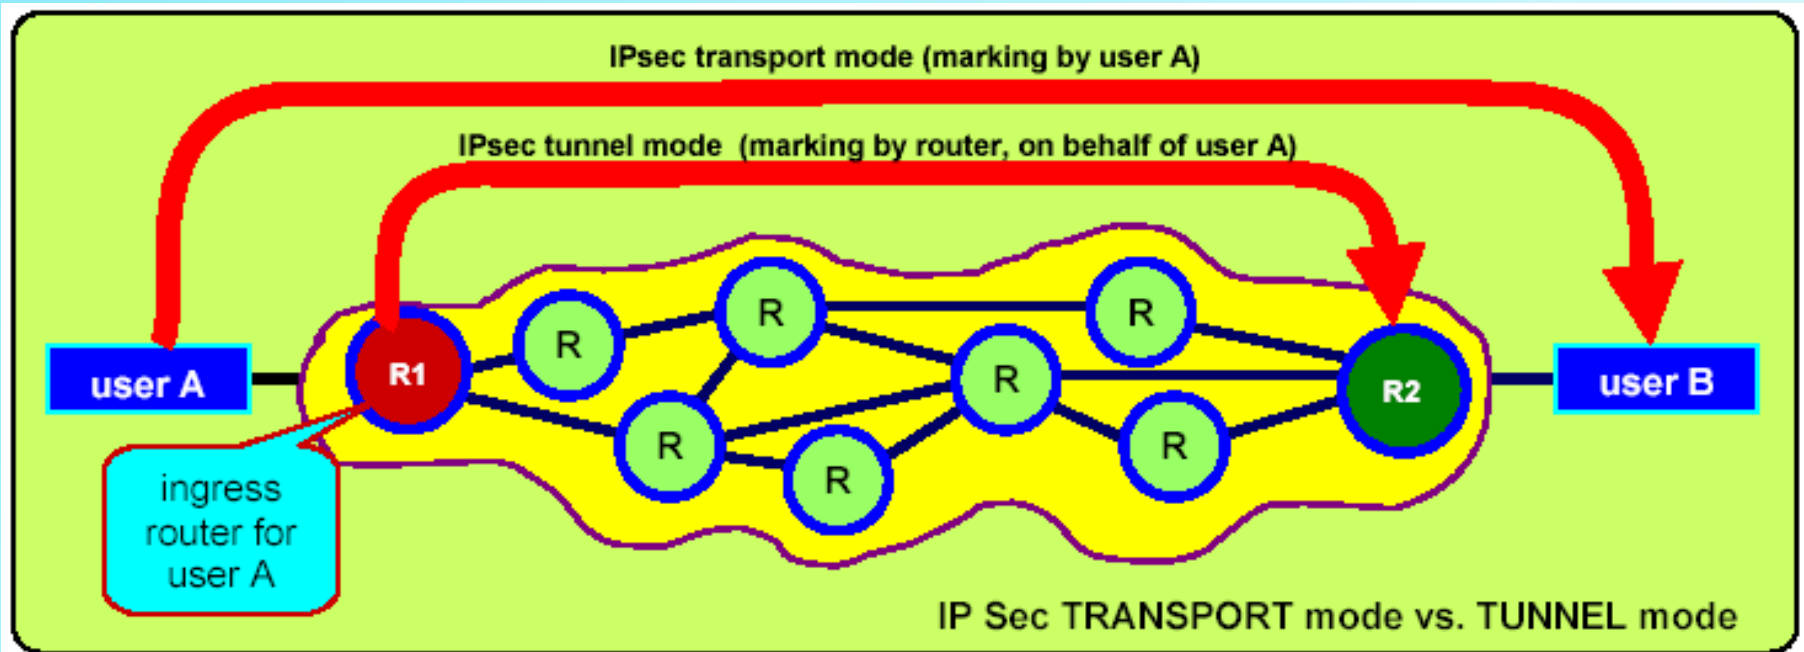 IPsec transport mode (marking by user A)
IPsec tunnel mode (marking by router, on behalf of user A)
R
R
R
R1
R
R2
user A
user B
R
R
R
ingress
router for
user A
IP Sec TRANSPORT mode vs. TUNNEL mode